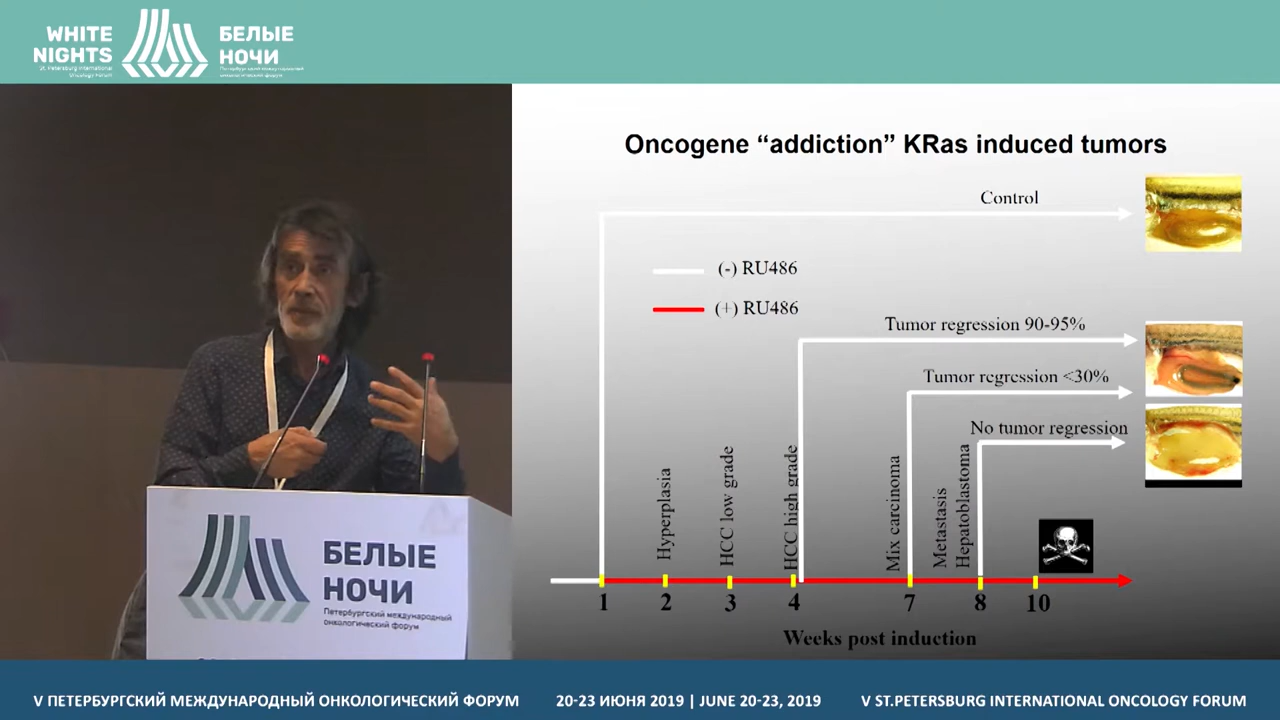 WHITE
NIGHTS
St. Petersburg International
Oncology Forum
БЕЛЫЕ
НОЧИ
Петербургский международный
онкологический форум
Oncogene “addiction” KRas induced tumors
Control
(-) RU486
(+) RU486
Tumor regression 90-95%
Tumor regression <30%
No tumor regression
Hyperplasia
HCC low grade
HCC high grade
Mix carcinoma
Metastasis
Hepatoblastoma
1
2
3
4
7
8
10
Weeks post induction
БЕЛЫЕ
НОЧИ
Петербургский международный
онкологический форум
V ПЕТЕРБУРГСКИЙ МЕЖДУНАРОДНЫЙ ОНКОЛОГИЧЕСКИЙ ФОРУМ
20-23 ИЮНЯ 2019 | JUNE 20-23, 2019
V ST.PETERSBURG INTERNATIONAL ONCOLOGY FORUM